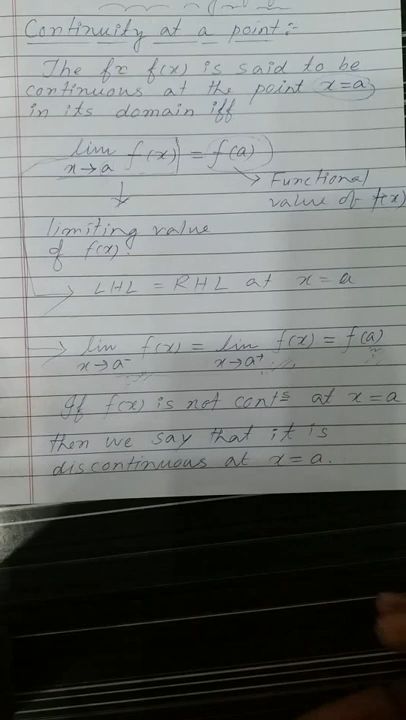 Continuity at a point:-
The fx f(x) is said to be
continuous at the point x=a,
in its domain iff
lim f(x) = f(a)
x→a
→ Functional
value of f(x)
limiting value
of f(x).
→ LHL = RHL at x = a
→ lim f(x) = lim f(x) = f(a)
x→a⁻ x→a⁺
If f(x) is not conts at x=a
then we say that it is
discontinuous at x=a.